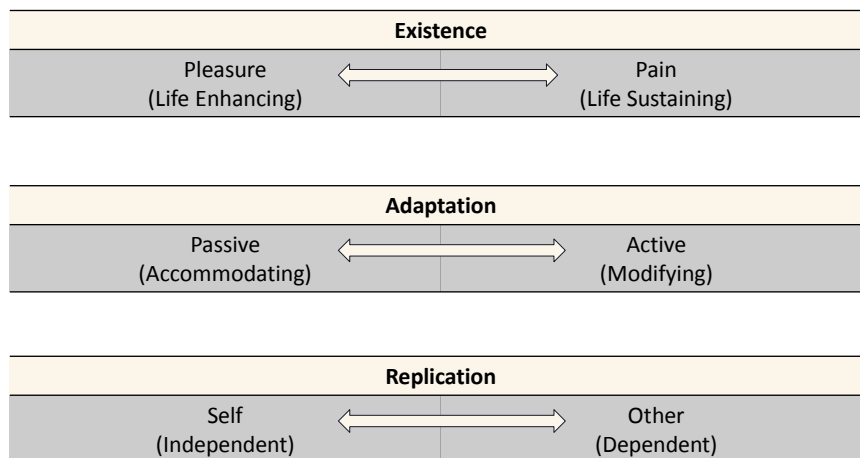 Existence
Pleasure Pain
(Life Enhancing) (Life Sustaining)
Adaptation
Passive Active
(Accommodating) (Modifying)
Replication
Self Other
(Independent) (Dependent)